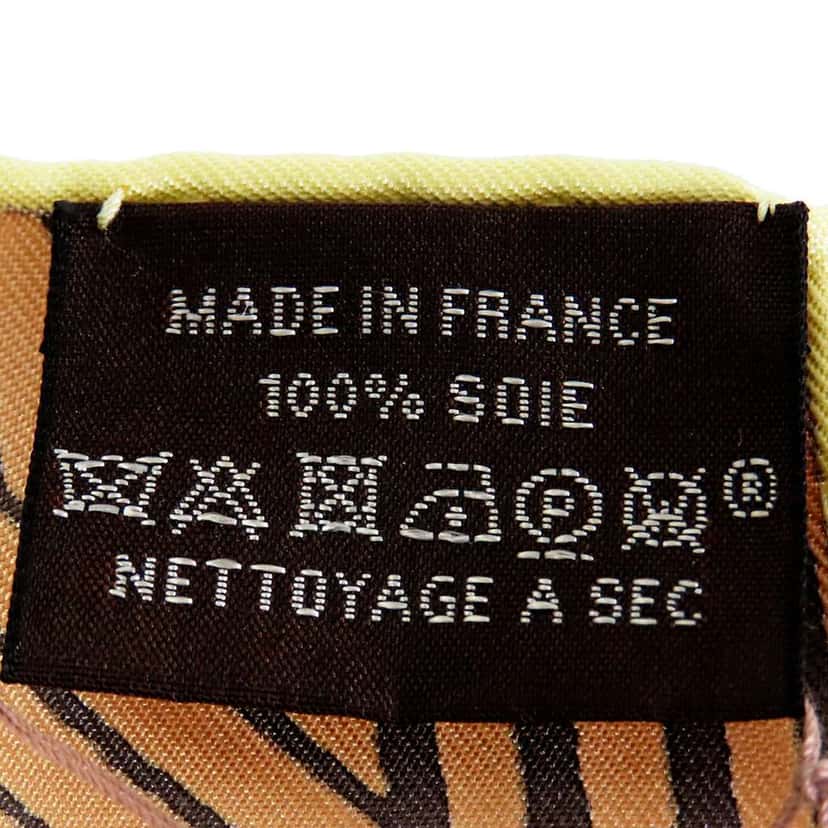 MADE IN FRANCE
100% SOIE
F W ®
NETTOYAGE A SEC